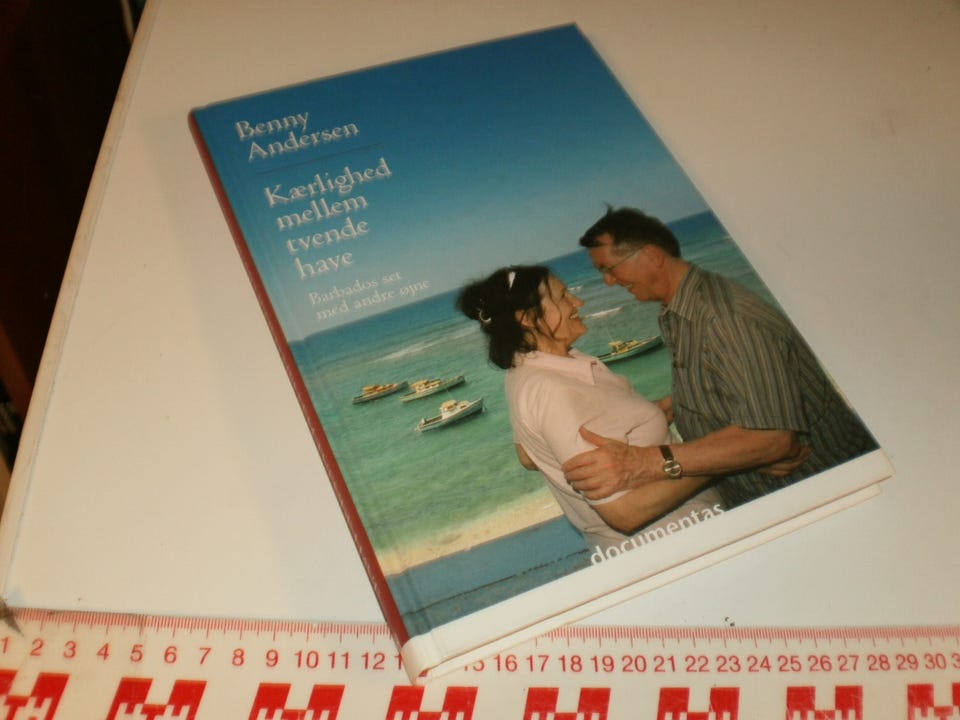 Benny
Andersen
Kærlighed
mellem
tvende
have
Barbados set
med andre øjne
documentas
1 2 3 4 5 6 7 8 9 10 11 12 15 16 17 18 19 20 21 22 23 24 25 26 27 28 29 30